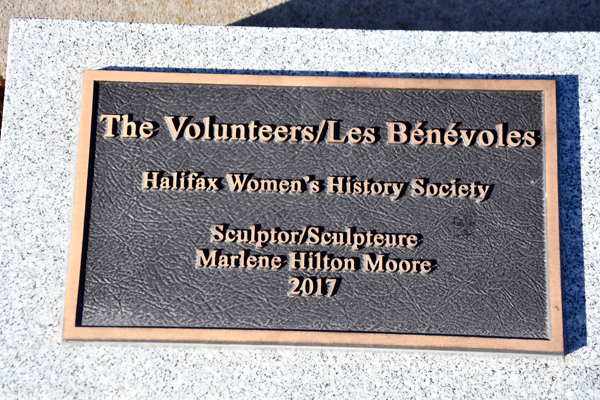 The Volunteers/Les Bénévoles
Halifax Women's History Society
Sculptor/Sculpteure
Marlene Hilton Moore
2017